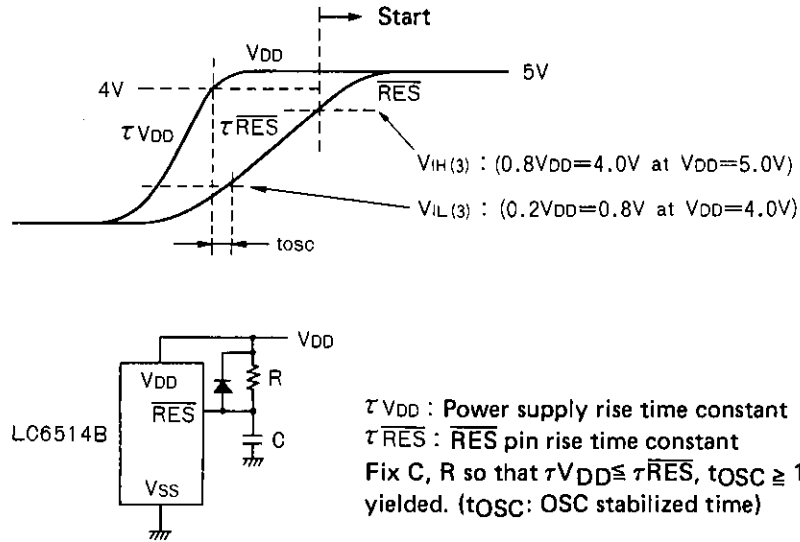 Start
VDD
4V
5V
RES
τVDD
τRES
VIH(3) : (0.8VDD=4.0V at VDD=5.0V)
VIL(3) : (0.2VDD=0.8V at VDD=4.0V)
tosc
VDD
VDD
R
RES
LC6514B
C
VSS
τVDD : Power supply rise time constant
τRES : RES pin rise time constant
Fix C, R so that τVDD≦τRES, tOSC≧1
yielded. (tOSC: OSC stabilized time)